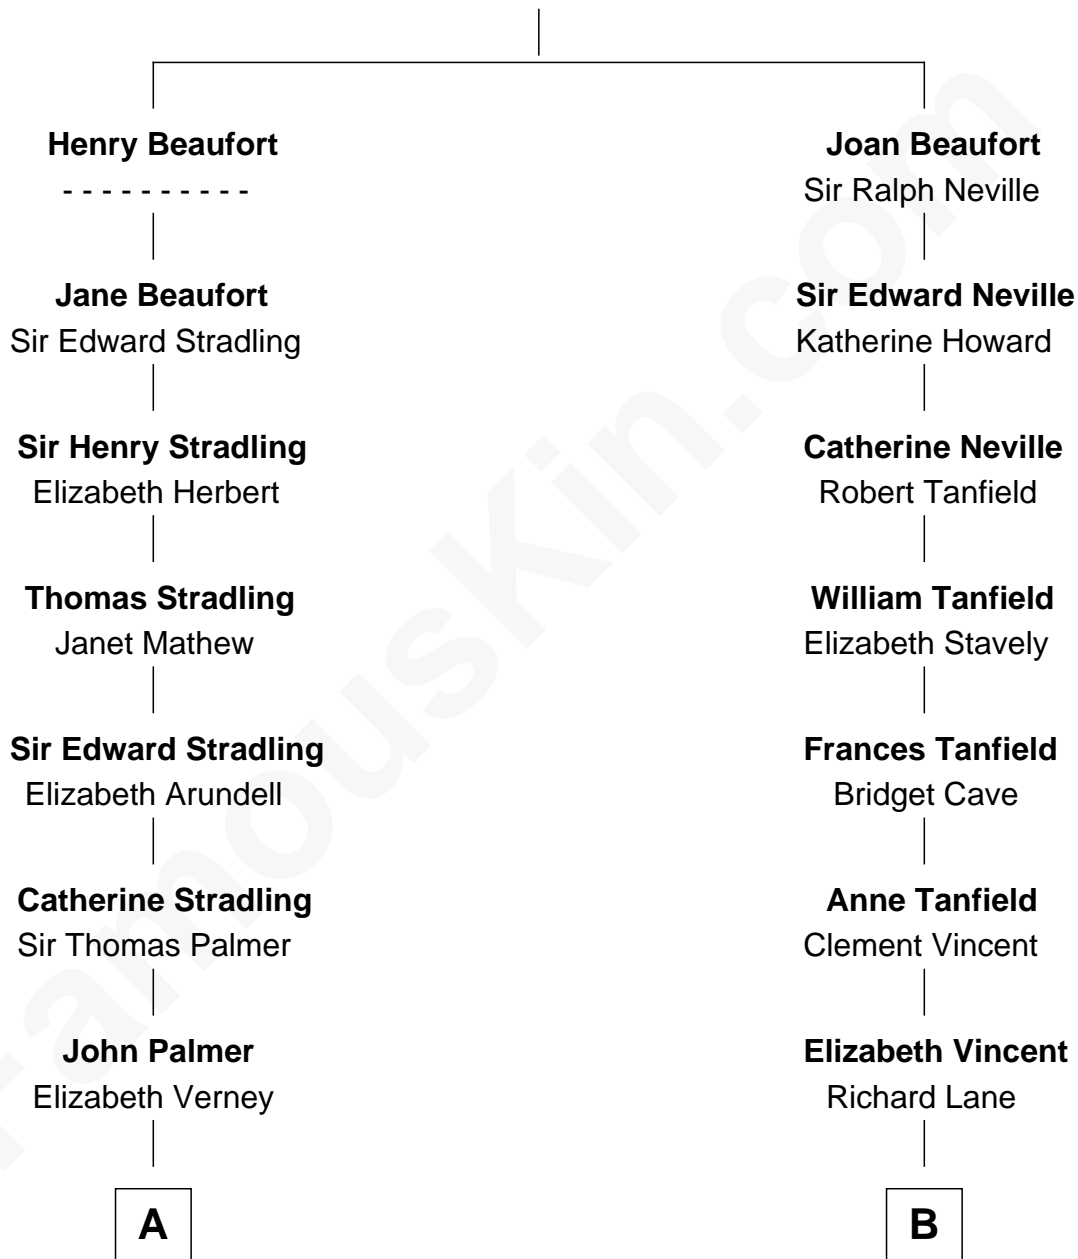 Henry Beaufort
- - - - - - - - - -
Jane Beaufort
Sir Edward Stradling
Sir Henry Stradling
Elizabeth Herbert
Thomas Stradling
Janet Mathew
Sir Edward Stradling
Elizabeth Arundell
Catherine Stradling
Sir Thomas Palmer
John Palmer
Elizabeth Verney
A
Joan Beaufort
Sir Ralph Neville
Sir Edward Neville
Katherine Howard
Catherine Neville
Robert Tanfield
William Tanfield
Elizabeth Stavely
Frances Tanfield
Bridget Cave
Anne Tanfield
Clement Vincent
Elizabeth Vincent
Richard Lane
B
FamousKin.com